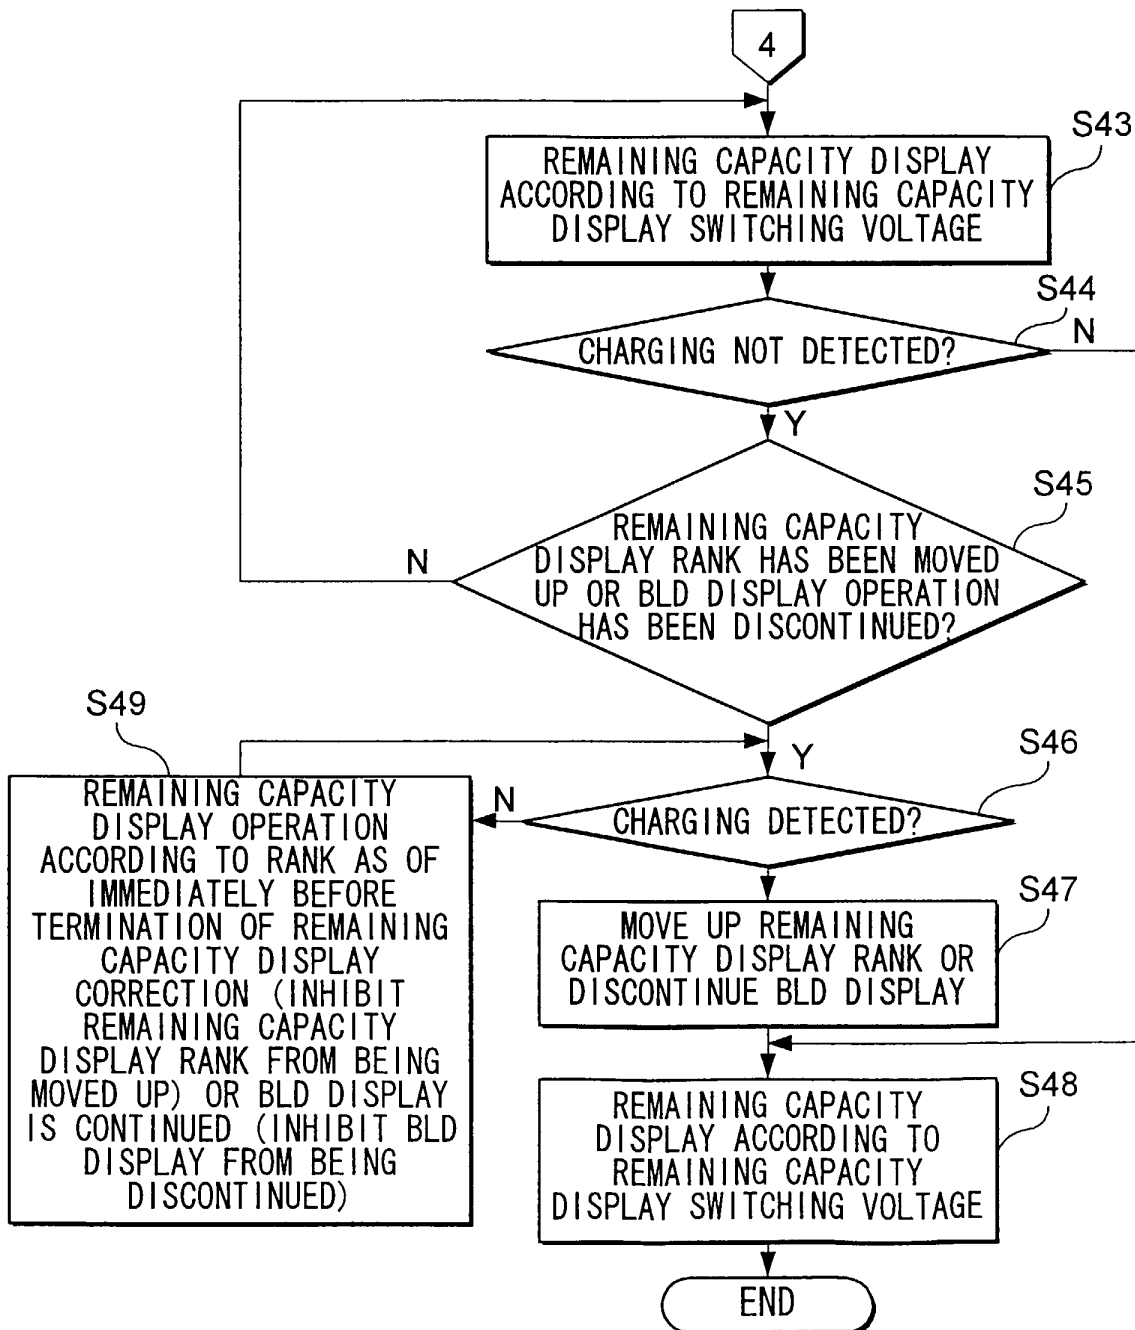 4
S43
REMAINING CAPACITY DISPLAY
ACCORDING TO REMAINING CAPACITY
DISPLAY SWITCHING VOLTAGE
S44
CHARGING NOT DETECTED?
N
Y
S45
REMAINING CAPACITY
DISPLAY RANK HAS BEEN MOVED
UP OR BLD DISPLAY OPERATION
HAS BEEN DISCONTINUED?
N
Y
S46
CHARGING DETECTED?
N
S49
REMAINING CAPACITY
DISPLAY OPERATION
ACCORDING TO RANK AS OF
IMMEDIATELY BEFORE
TERMINATION OF REMAINING
CAPACITY DISPLAY
CORRECTION (INHIBIT
REMAINING CAPACITY
DISPLAY RANK FROM BEING
MOVED UP) OR BLD DISPLAY
IS CONTINUED (INHIBIT BLD
DISPLAY FROM BEING
DISCONTINUED)
S47
MOVE UP REMAINING
CAPACITY DISPLAY RANK OR
DISCONTINUE BLD DISPLAY
S48
REMAINING CAPACITY
DISPLAY ACCORDING TO
REMAINING CAPACITY
DISPLAY SWITCHING VOLTAGE
END